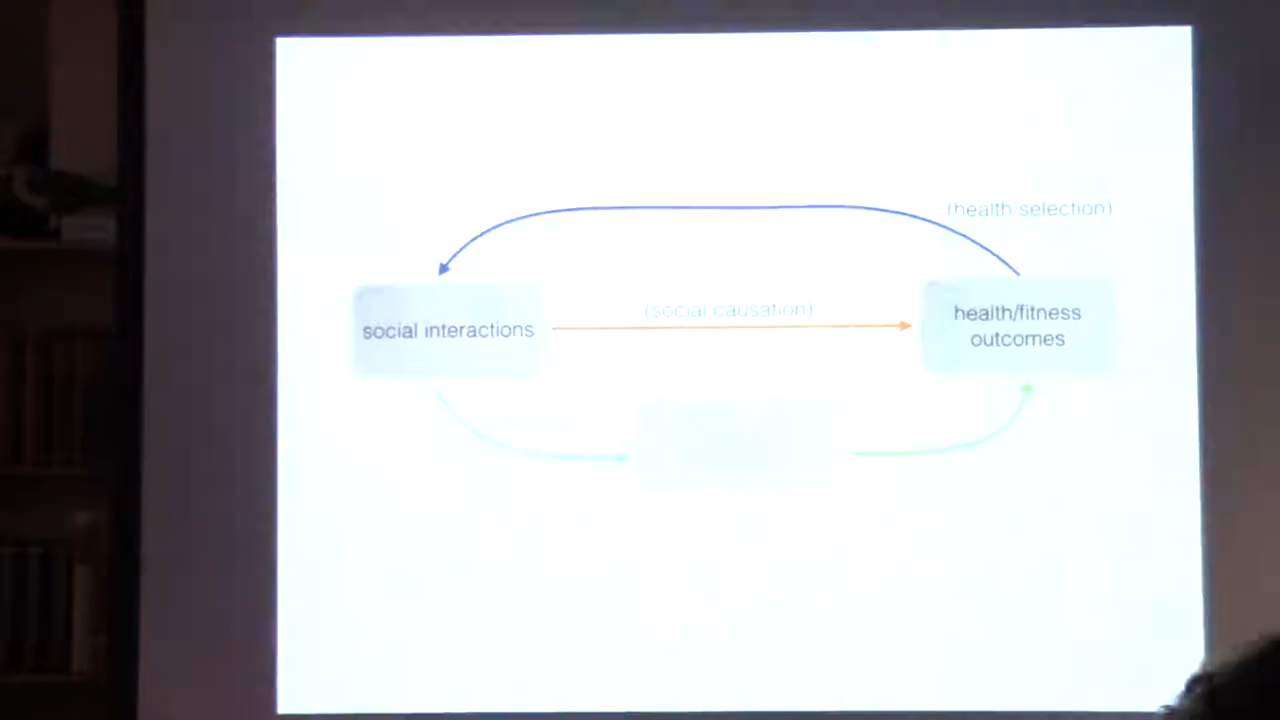 (health selection)
social interactions
(social causation)
health/fitness
outcomes